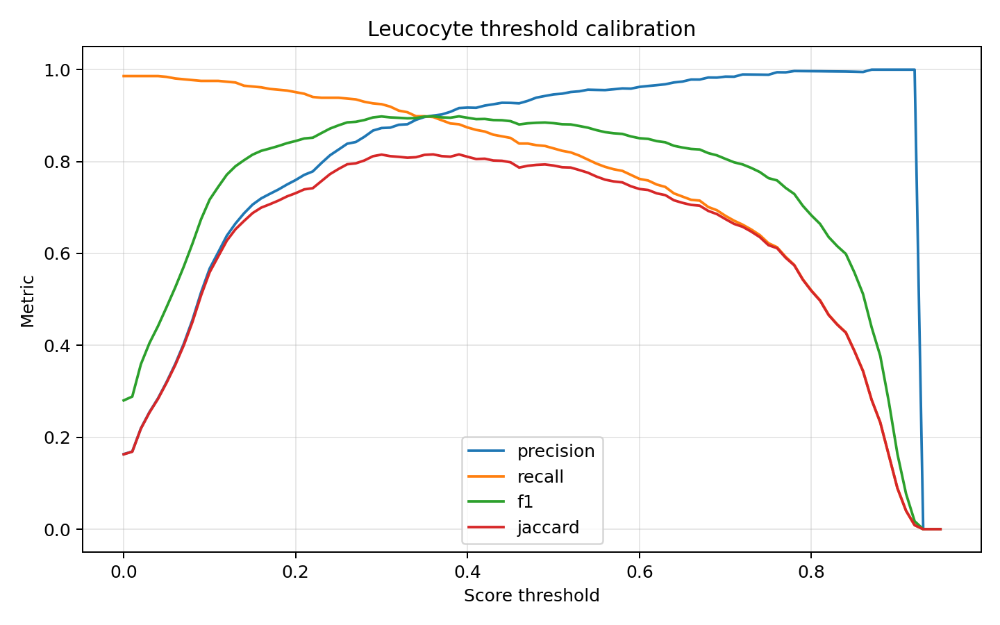 Leucocyte threshold calibration
1.0
0.8
0.6
0.4
0.2
0.0
Metric
precision
recall
f1
jaccard
0.0 0.2 0.4 0.6 0.8
Score threshold